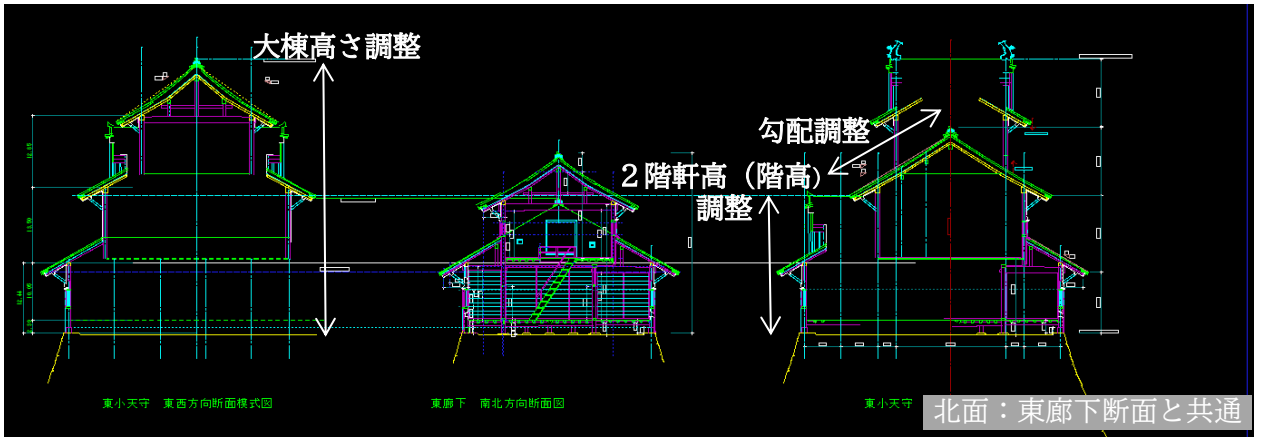 大棟高さ調整
勾配調整
２階軒高（階高）
調整
東小天守　東西方向断面模式図
東廊下　南北方向断面図
東小天守
北面：東廊下断面と共通